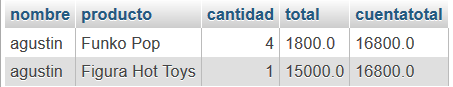 nombre producto cantidad total cuentatotal
agustin Funko Pop 4 1800.0 16800.0
agustin Figura Hot Toys 1 15000.0 16800.0